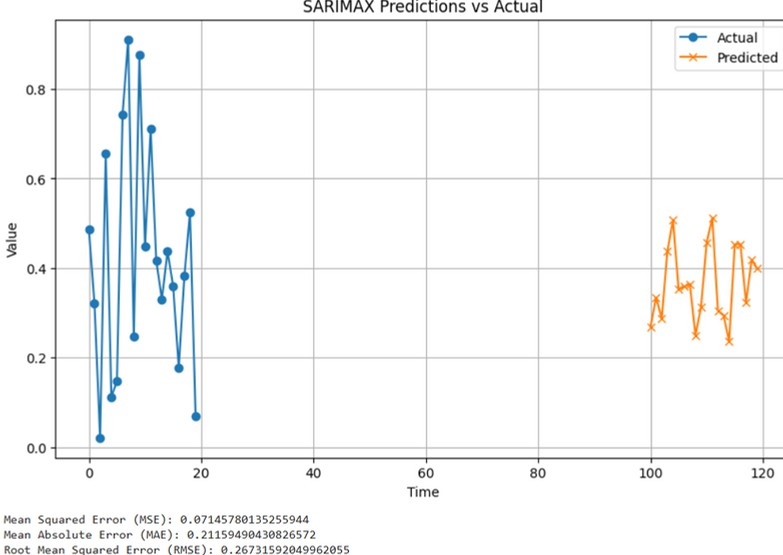 SARIMAX Predictions vs Actual
Actual
Predicted
0.8
0.6
0.4
0.2
0.0
Value
0 20 40 60 80 100 120
Time
Mean Squared Error (MSE): 0.07145780135255944
Mean Absolute Error (MAE): 0.21159490430826572
Root Mean Squared Error (RMSE): 0.26731592049962055